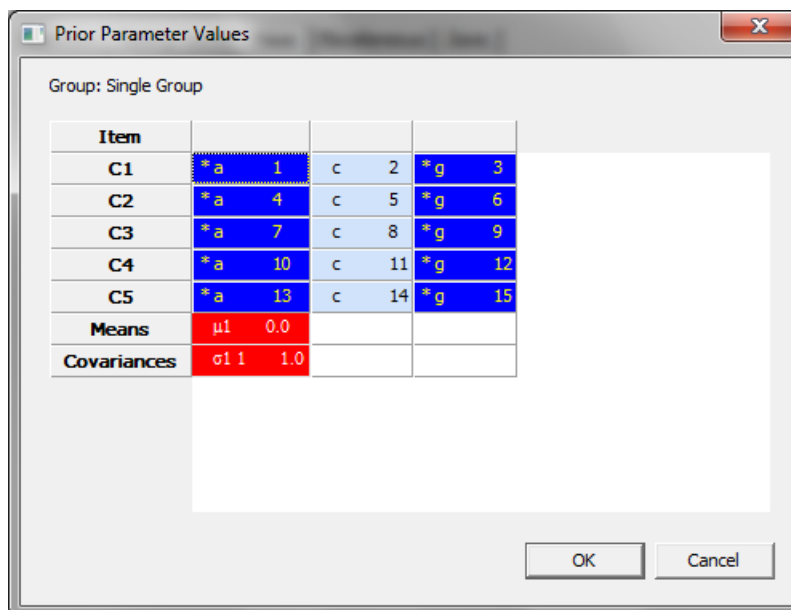 Prior Parameter Values
Group: Single Group
Item
C1 *a 1 c 2 *g 3
C2 *a 4 c 5 *g 6
C3 *a 7 c 8 *g 9
C4 *a 10 c 11 *g 12
C5 *a 13 c 14 *g 15
Means μ1 0.0
Covariances σ1 1 1.0
OK Cancel